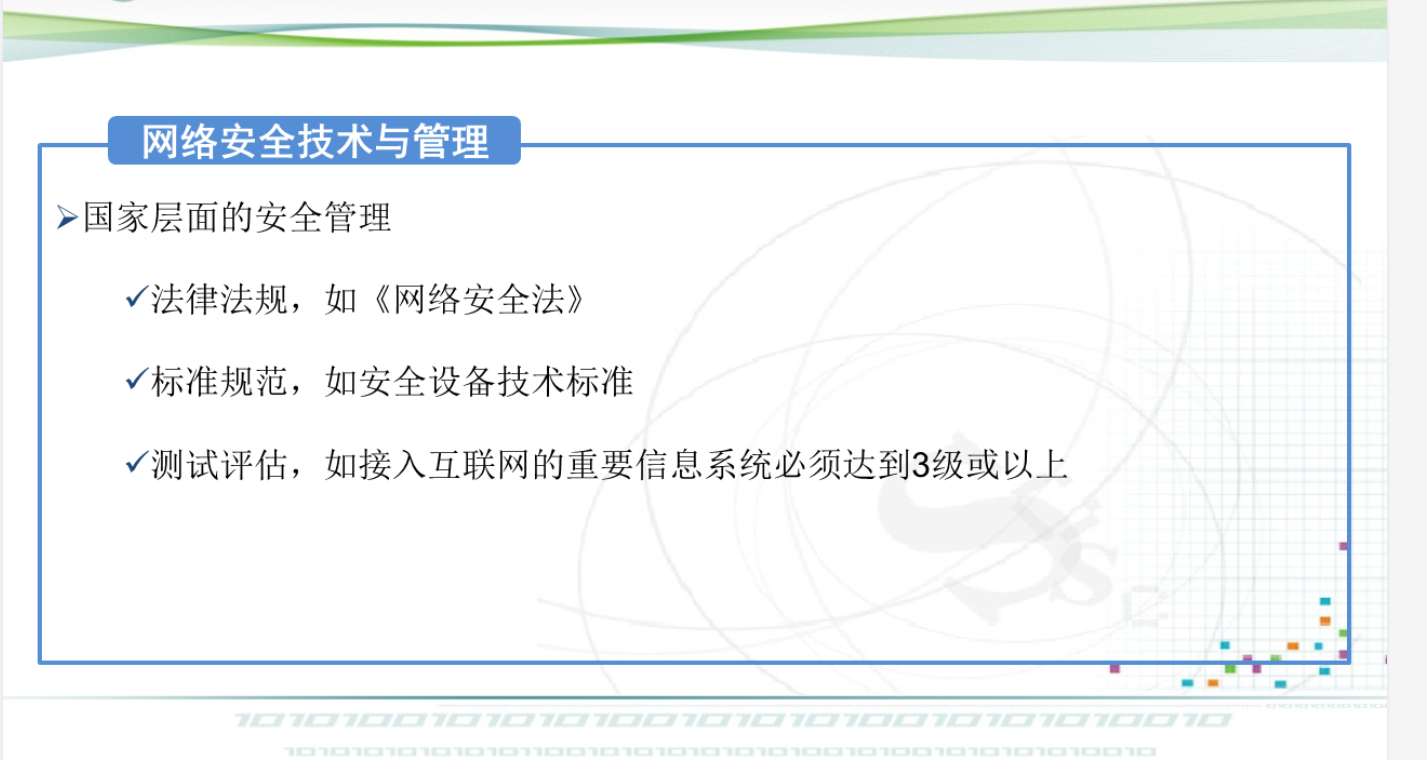 网络安全技术与管理
➢国家层面的安全管理
✓法律法规，如《网络安全法》
✓标准规范，如安全设备技术标准
✓测试评估，如接入互联网的重要信息系统必须达到3级或以上